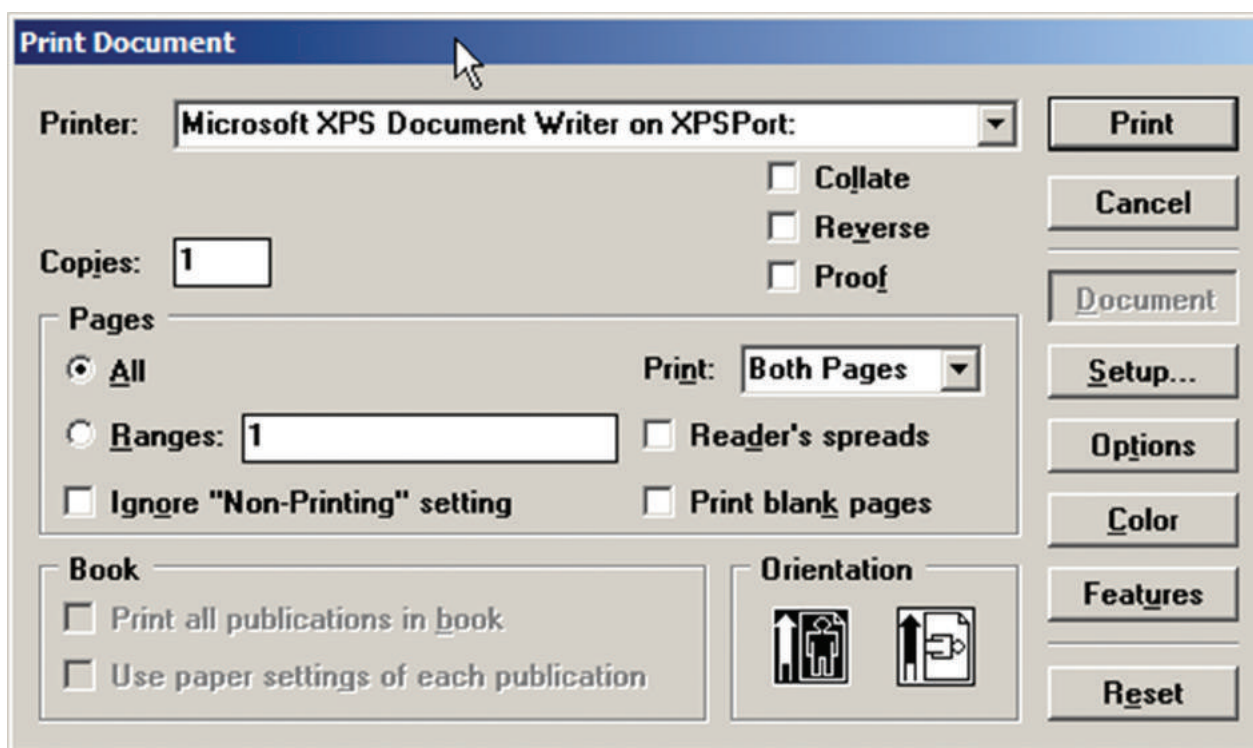 Print Document
Printer: Microsoft XPS Document Writer on XPSPort: Print
Collate
Cancel
Reverse
Copies: 1
Proof
Document
Pages
All Print: Both Pages Setup...
Ranges: 1 Reader's spreads Options
Ignore "Non-Printing" setting Print blank pages
Color
Book Orientation
Features
Print all publications in book
Use paper settings of each publication
Reset